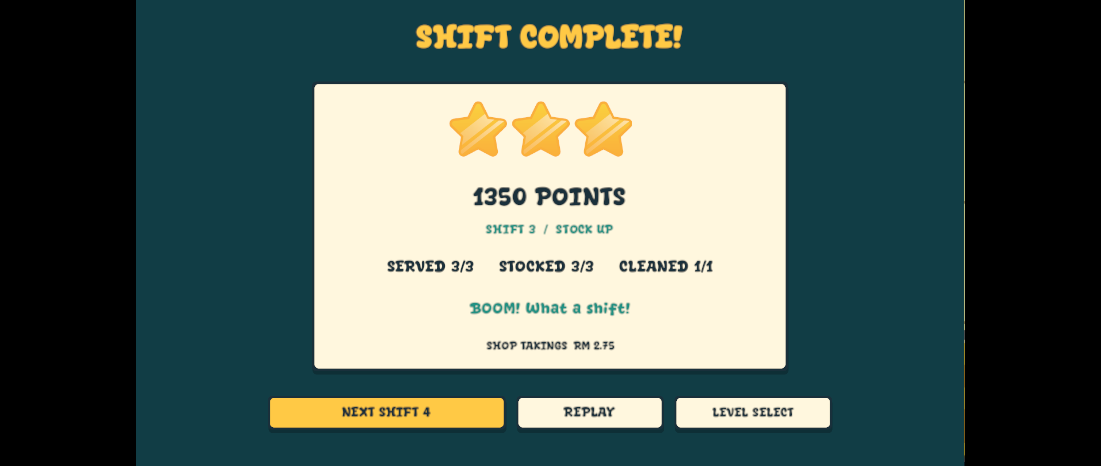 SHIFT COMPLETE!
1350 POINTS
SHIFT 3 / STOCK UP
SERVED 3/3 STOCKED 3/3 CLEANED 1/1
BOOM! What a shift!
SHOP TAKINGS RM 2.75
NEXT SHIFT 4 REPLAY LEVEL SELECT